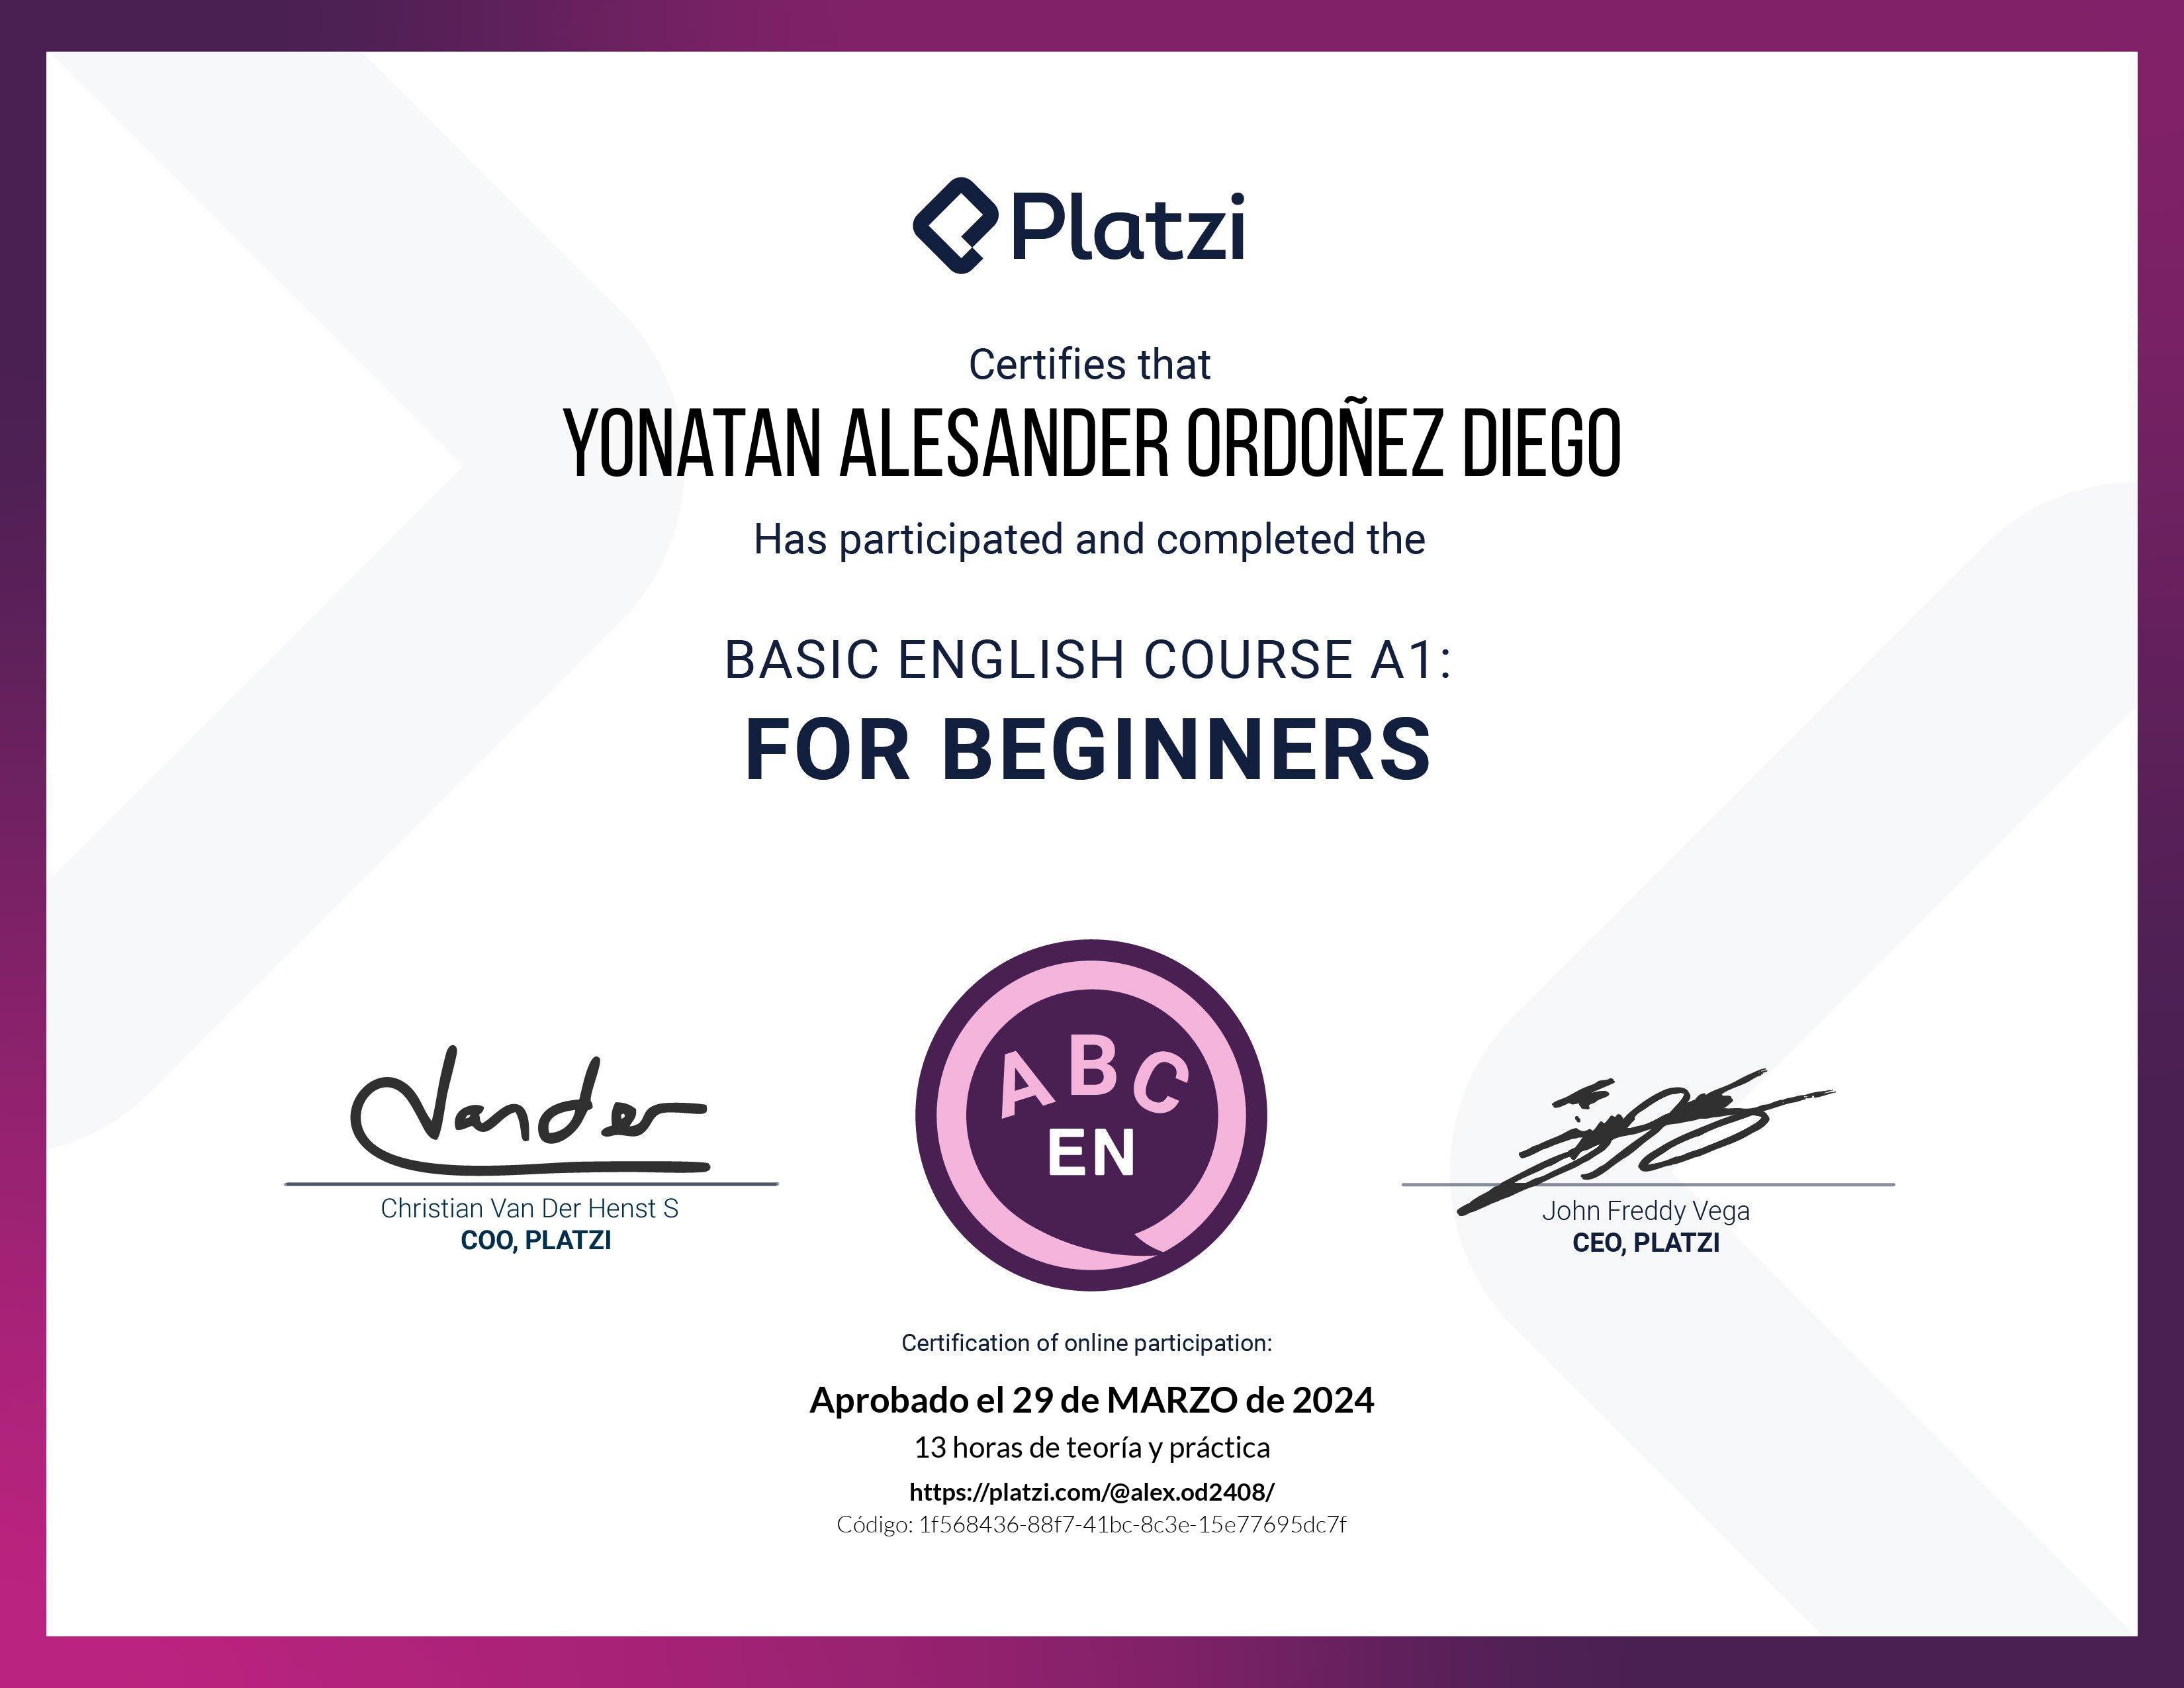 Platzi
Certifies that
YONATAN ALESANDER ORDOÑEZ DIEGO
Has participated and completed the
BASIC ENGLISH COURSE A1:
FOR BEGINNERS
Vander
ABC
EN
Christian Van Der Henst S
COO, PLATZI
John Freddy Vega
CEO, PLATZI
Certification of online participation:
Aprobado el 29 de MARZO de 2024
13 horas de teoría y práctica
https://platzi.com/@alex.od2408/
Código: 1f568436-88f7-41bc-8c3e-15e77695dc7f